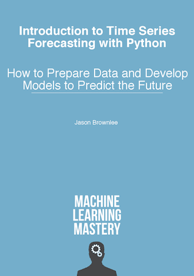 Introduction to Time Series
Forecasting with Python
How to Prepare Data and Develop
Models to Predict the Future
Jason Brownlee
MACHINE
LEARNING
MASTERY